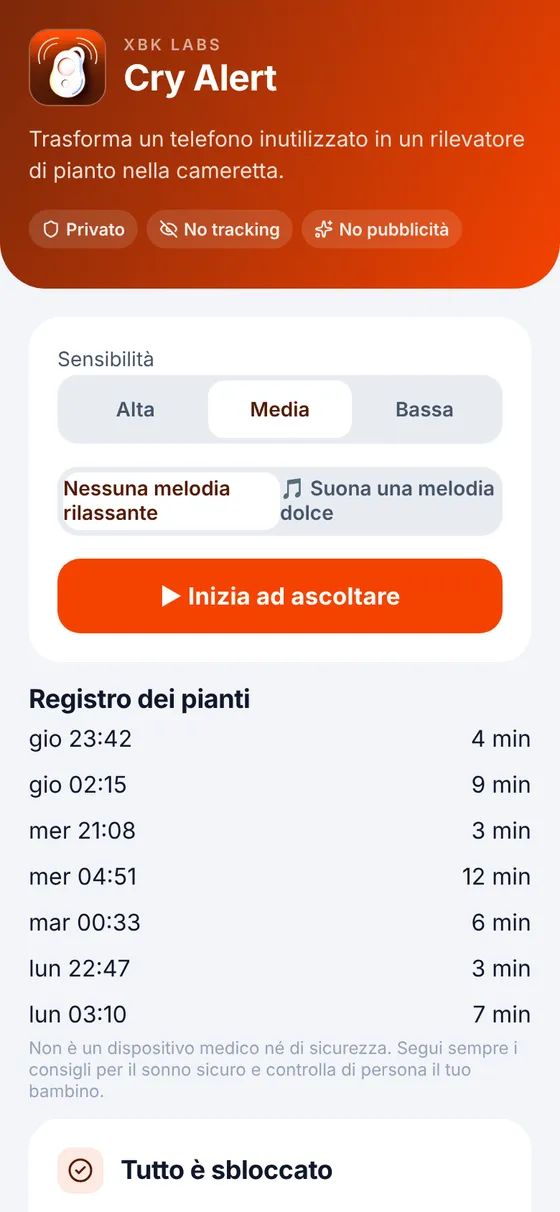 XBK LABS
Cry Alert
Trasforma un telefono inutilizzato in un rilevatore
di pianto nella cameretta.
Privato
No tracking
No pubblicità
Sensibilità
Alta
Media
Bassa
Nessuna melodia
rilassante
🎵 Suona una melodia
dolce
▶ Inizia ad ascoltare
Registro dei pianti
gio 23:42 4 min
gio 02:15 9 min
mer 21:08 3 min
mer 04:51 12 min
mar 00:33 6 min
lun 22:47 3 min
lun 03:10 7 min
Non è un dispositivo medico né di sicurezza. Segui sempre i
consigli per il sonno sicuro e controlla di persona il tuo
bambino.
Tutto è sbloccato